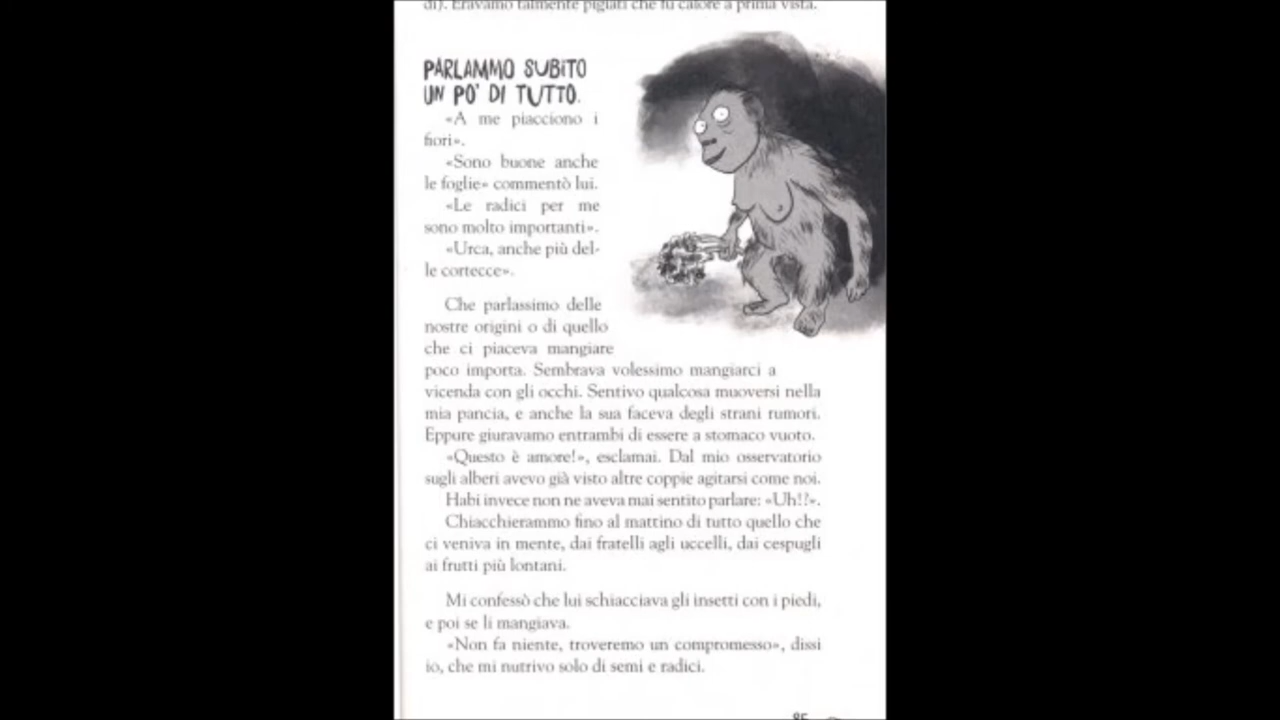 di). Eravamo talmente pigiati che fu calore a prima vista.
PARLAMMO SUBITO
UN PO' DI TUTTO.
«A me piacciono i
fiori».
«Sono buone anche
le foglie» commentò lui.
«Le radici per me
sono molto importanti».
«Urca, anche più del-
le cortecce».
Che parlassimo delle
nostre origini o di quello
che ci piaceva mangiare
poco importa. Sembrava volessimo mangiarci a
vicenda con gli occhi. Sentivo qualcosa muoversi nella
mia pancia, e anche la sua faceva degli strani rumori.
Eppure giuravamo entrambi di essere a stomaco vuoto.
«Questo è amore!», esclamai. Dal mio osservatorio
sugli alberi avevo già visto altre coppie agitarsi come noi.
Habi invece non ne aveva mai sentito parlare: «Uh!?».
Chiacchierammo fino al mattino di tutto quello che
ci veniva in mente, dai fratelli agli uccelli, dai cespugli
ai frutti più lontani.
Mi confessò che lui schiacciava gli insetti con i piedi,
e poi se li mangiava.
«Non fa niente, troveremo un compromesso», dissi
io, che mi nutrivo solo di semi e radici.